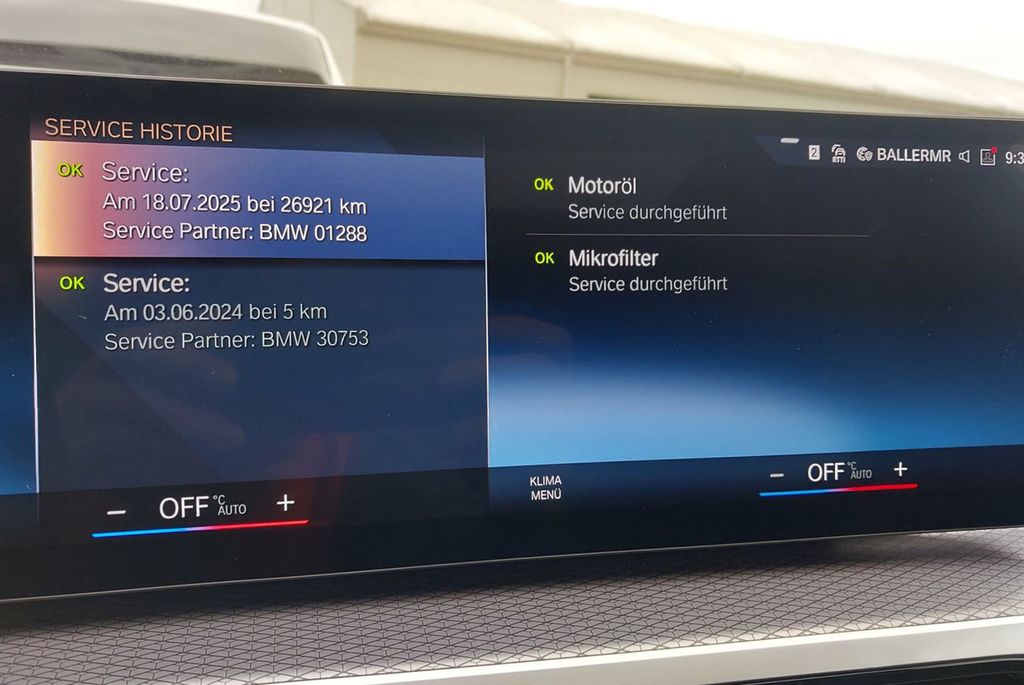 SERVICE HISTORIE
OK Service:
Am 18.07.2025 bei 26921 km
Service Partner: BMW 01288
OK Service:
Am 03.06.2024 bei 5 km
Service Partner: BMW 30753
2 BALLERMR 9:3
OK Motoröl
Service durchgeführt
OK Mikrofilter
Service durchgeführt
KLIMA
MENÜ
− OFF °C AUTO +
− OFF °C AUTO +